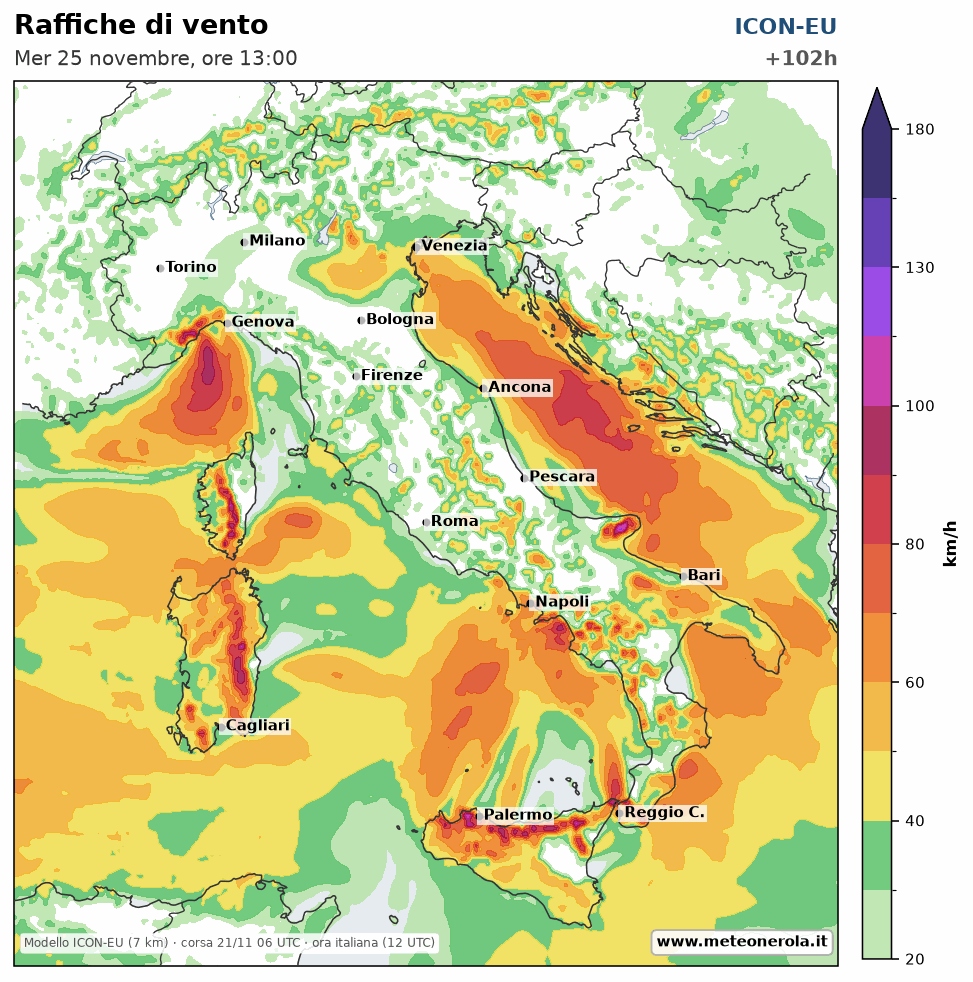 Raffiche di vento
ICON-EU
Mer 25 novembre, ore 13:00
+102h
180
130
100
80
60
40
20
km/h
Milano
Venezia
Torino
Genova
Bologna
Firenze
Ancona
Pescara
Roma
Bari
Napoli
Cagliari
Palermo
Reggio C.
Modello ICON-EU (7 km) · corsa 21/11 06 UTC · ora italiana (12 UTC)
www.meteonerola.it